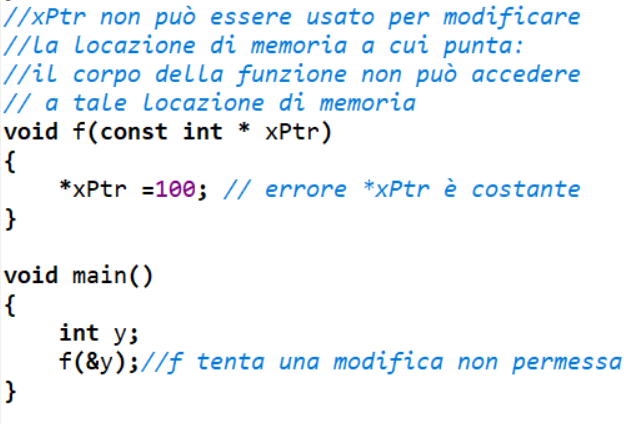 //xPtr non può essere usato per modificare
//la locazione di memoria a cui punta:
//il corpo della funzione non può accedere
// a tale locazione di memoria
void f(const int * xPtr)
{
    *xPtr =100; // errore *xPtr è costante
}

void main()
{
    int y;
    f(&y);//f tenta una modifica non permessa
}